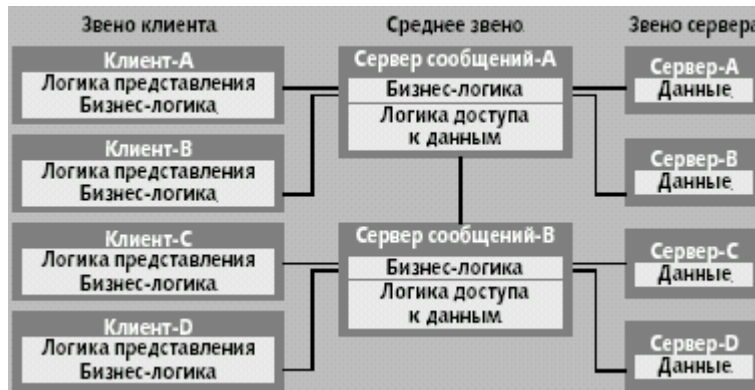 Звено клиента
Среднее звено
Звено сервера
Клиент-A
Логика представления
Бизнес-логика
Клиент-B
Логика представления
Бизнес-логика
Клиент-C
Логика представления
Бизнес-логика
Клиент-D
Логика представления
Бизнес-логика
Сервер сообщений-A
Бизнес-логика
Логика доступа
к данным
Сервер сообщений-B
Бизнес-логика
Логика доступа
к данным
Сервер-A
Данные
Сервер-B
Данные
Сервер-C
Данные
Сервер-D
Данные